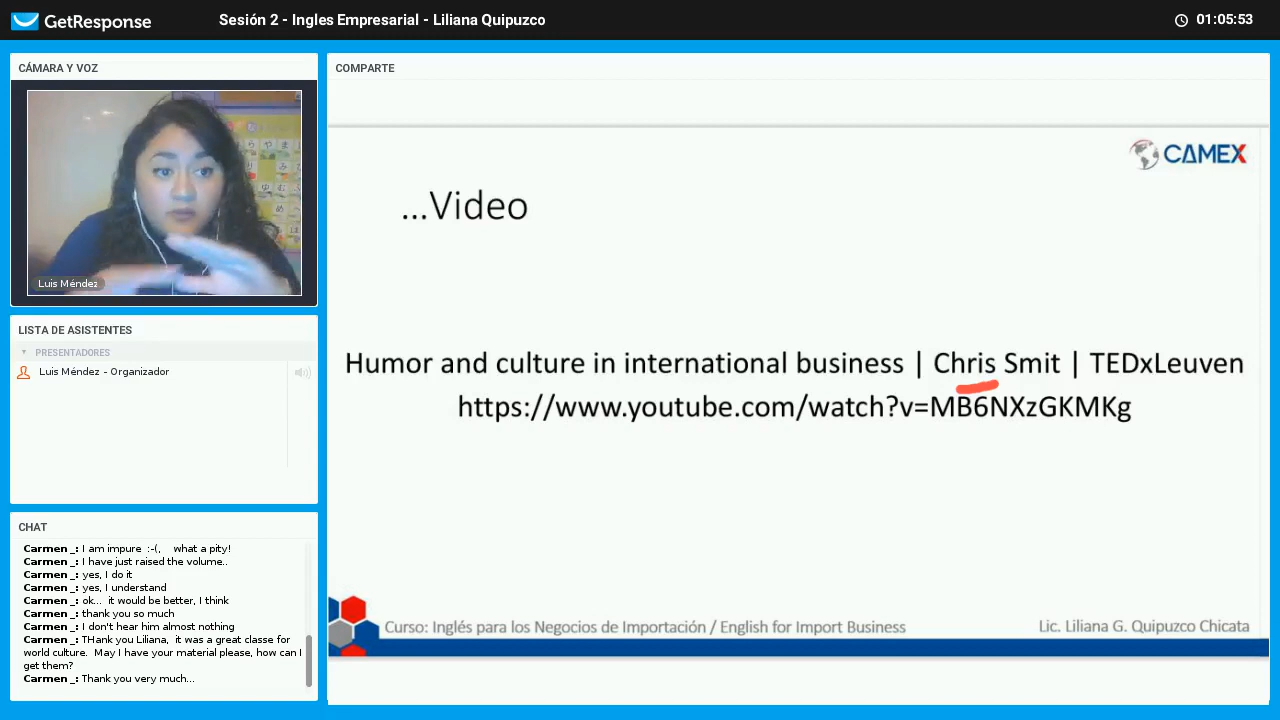 GetResponse
Sesión 2 - Ingles Empresarial - Liliana Quipuzco
01:05:53
CÁMARA Y VOZ
Luis Méndez
LISTA DE ASISTENTES
PRESENTADORES
Luis Méndez - Organizador
CHAT
Carmen _: I am impure :-(, what a pity!
Carmen _: I have just raised the volume..
Carmen _: yes, I do it
Carmen _: yes, I understand
Carmen _: ok... it would be better, I think
Carmen _: thank you so much
Carmen _: I don't hear him almost nothing
Carmen _: THank you Liliana, it was a great classe for
world culture. May I have your material please, how can I
get them?
Carmen _: Thank you very much...
COMPARTE
CAMEX
...Video
Humor and culture in international business | Chris Smit | TEDxLeuven
https://www.youtube.com/watch?v=MB6NXzGKMKg
Curso: Inglés para los Negocios de Importación / English for Import Business
Lic. Liliana G. Quipuzco Chicata